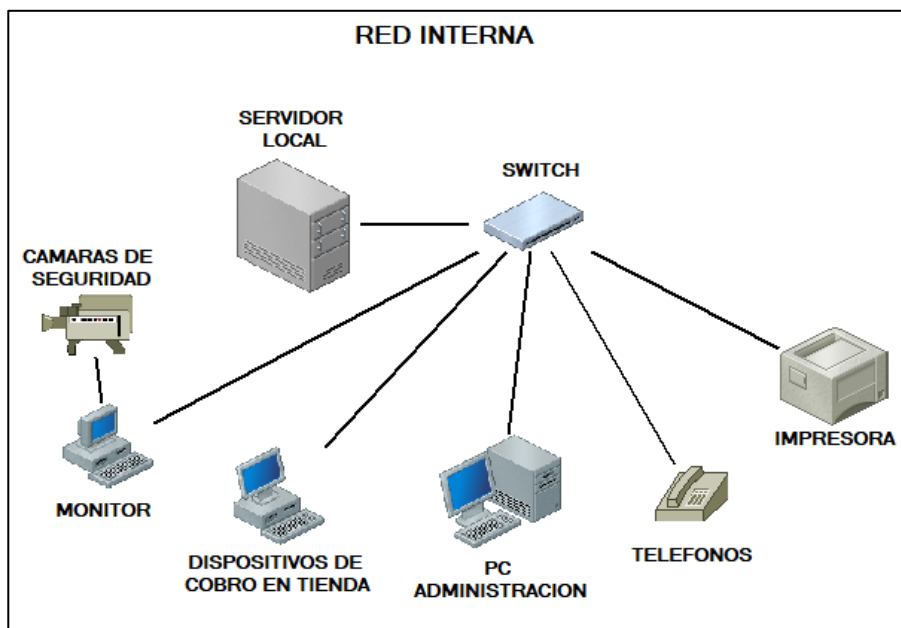 RED INTERNA
SERVIDOR
LOCAL
SWITCH
CAMARAS DE
SEGURIDAD
IMPRESORA
MONITOR
DISPOSITIVOS DE
COBRO EN TIENDA
PC
ADMINISTRACION
TELEFONOS